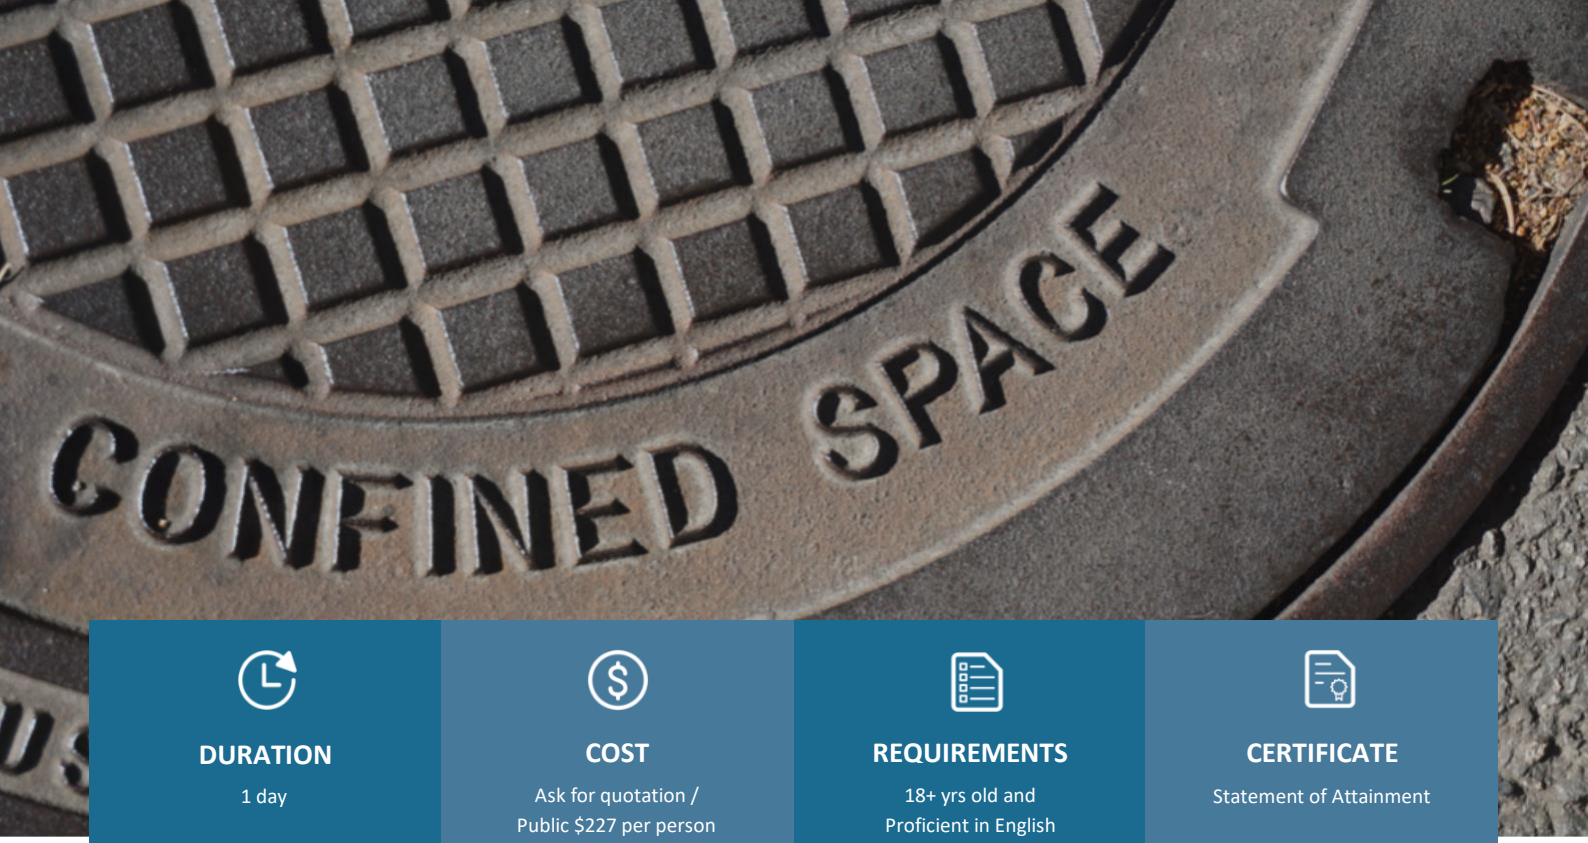 CONFINED SPACE
US
DURATION
1 day
COST
Ask for quotation /
Public $227 per person
REQUIREMENTS
18+ yrs old and
Proficient in English
CERTIFICATE
Statement of Attainment